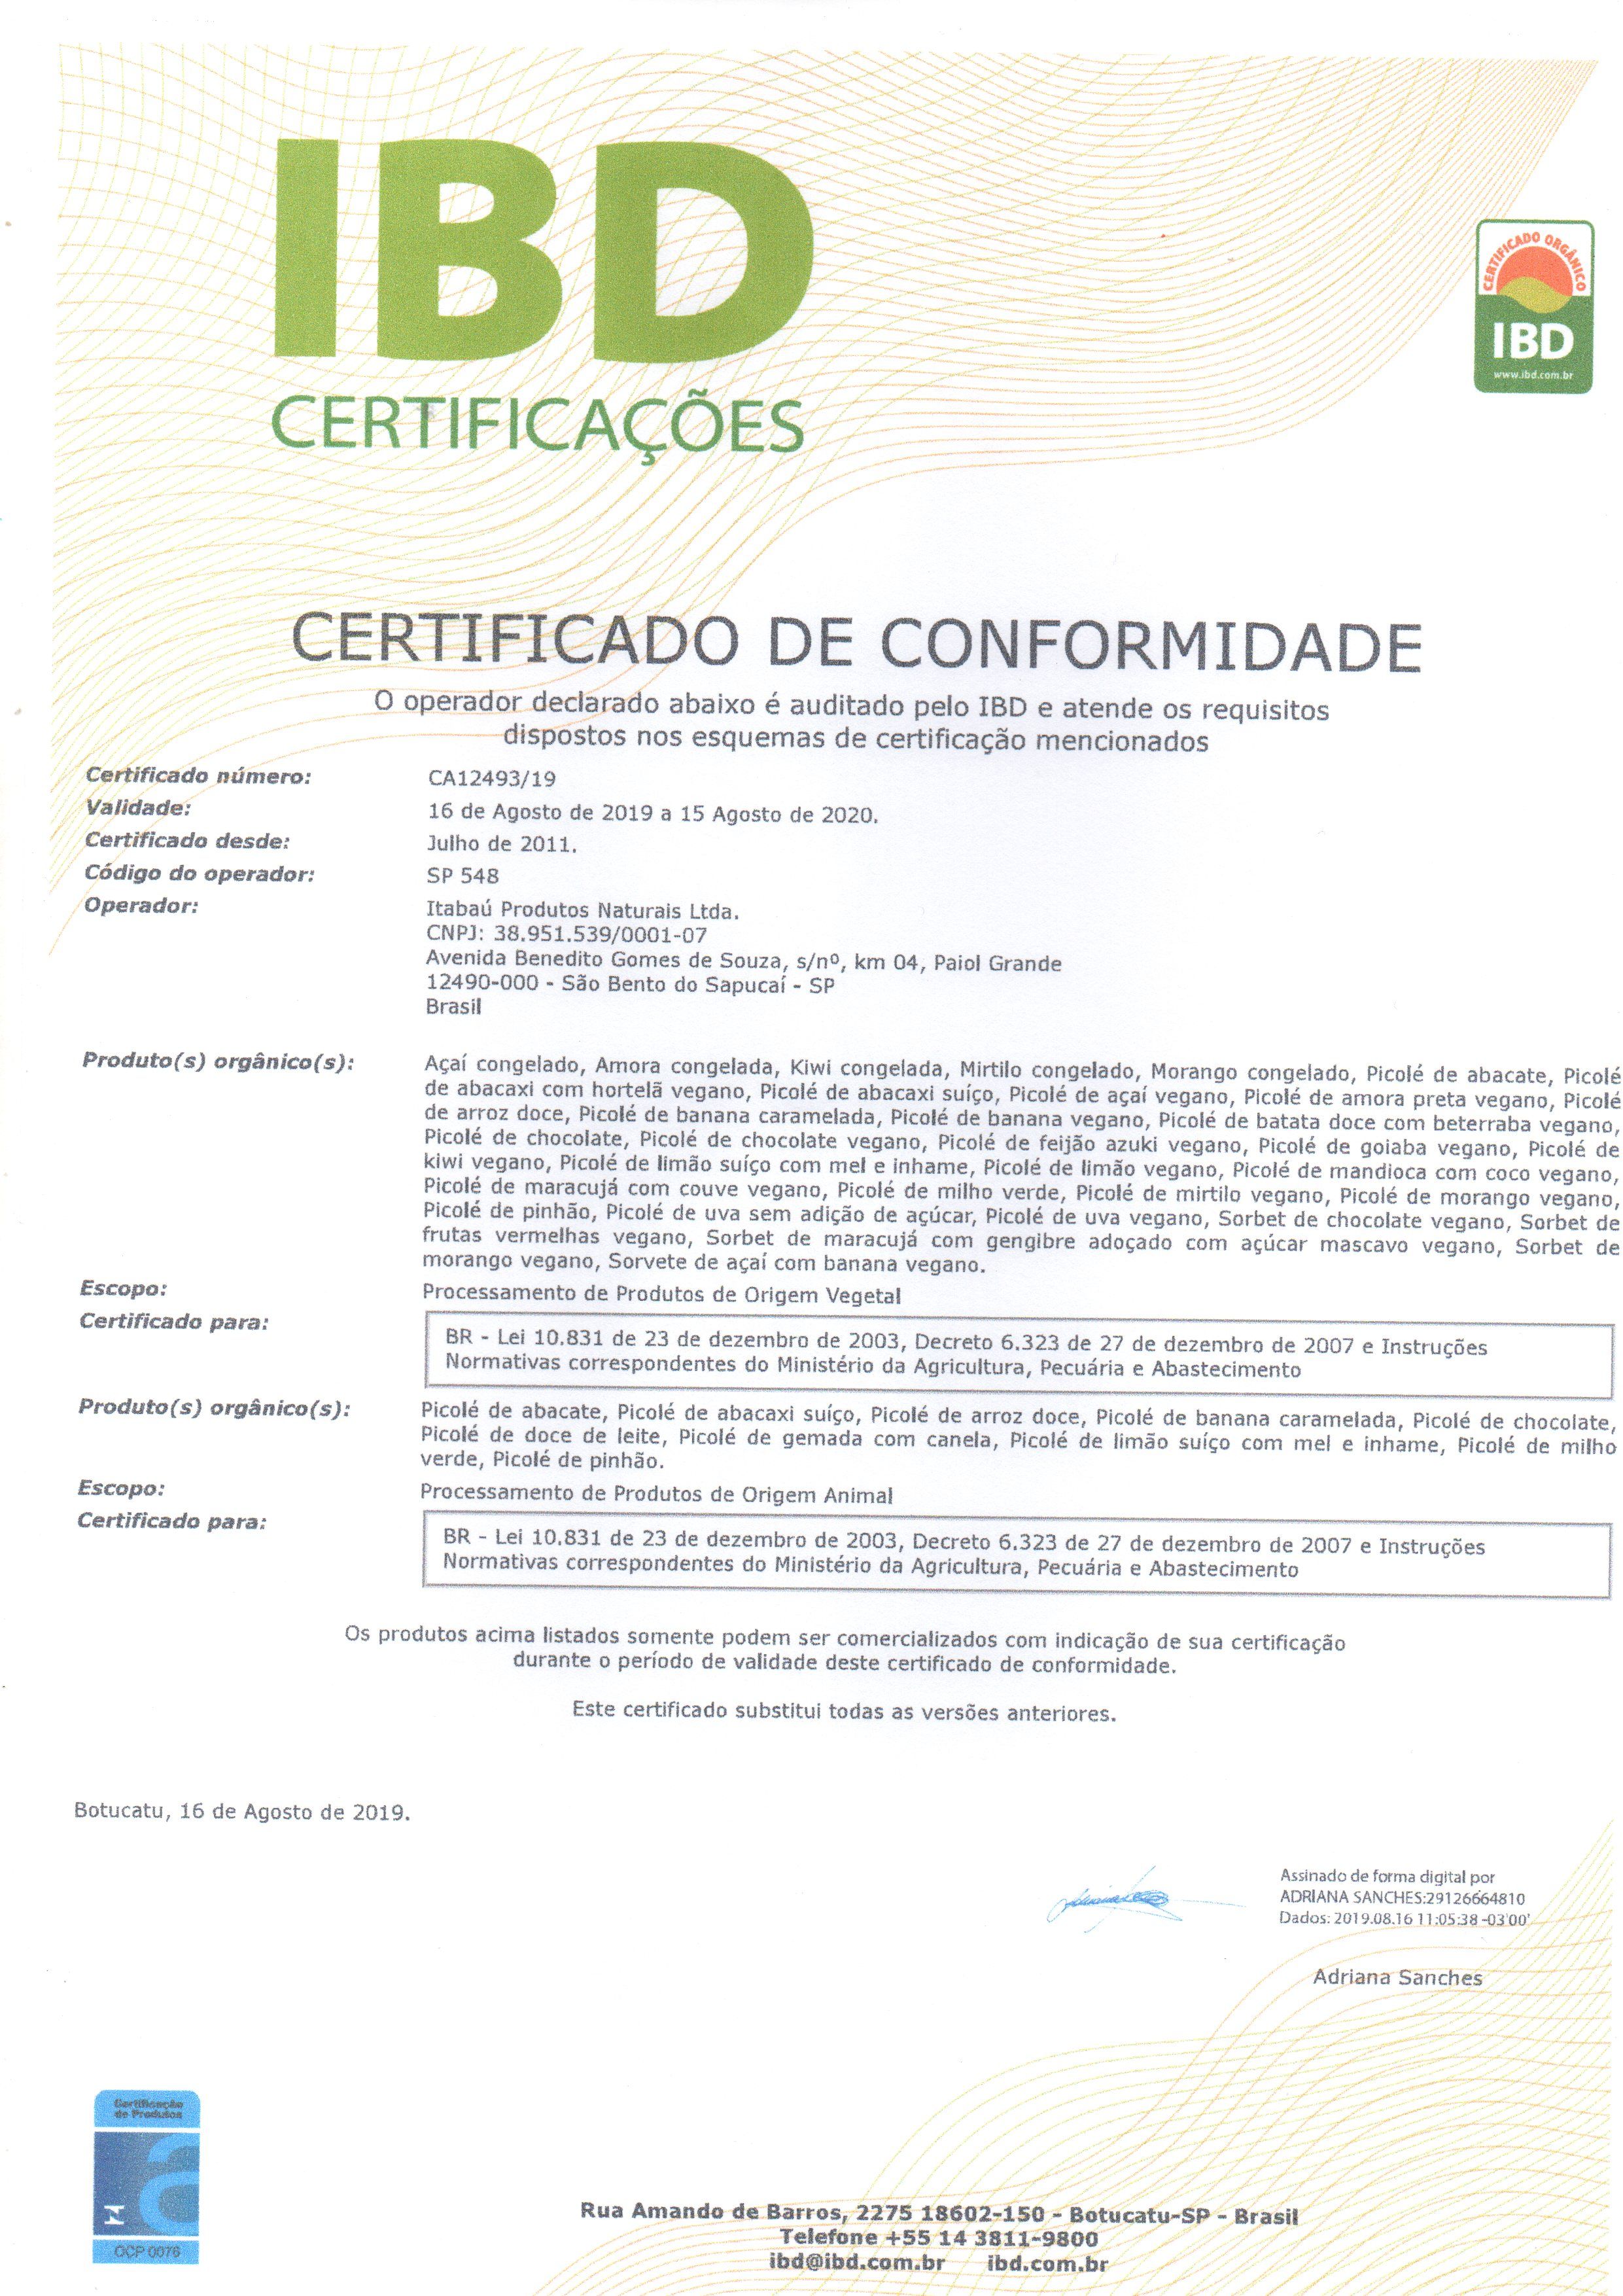 IBD
CERTIFICAÇÕES
CERTIFICADO ORGÂNICO
IBD
www.ibd.com.br
CERTIFICADO DE CONFORMIDADE
O operador declarado abaixo é auditado pelo IBD e atende os requisitos
dispostos nos esquemas de certificação mencionados
Certificado número: CA12493/19
Validade: 16 de Agosto de 2019 a 15 Agosto de 2020.
Certificado desde: Julho de 2011.
Código do operador: SP 548
Operador: Itabaú Produtos Naturais Ltda.
CNPJ: 38.951.539/0001-07
Avenida Benedito Gomes de Souza, s/nº, km 04, Paiol Grande
12490-000 - São Bento do Sapucaí - SP
Brasil
Produto(s) orgânico(s): Açaí congelado, Amora congelada, Kiwi congelada, Mirtilo congelado, Morango congelado, Picolé de abacate, Picolé
de abacaxi com hortelã vegano, Picolé de abacaxi suíço, Picolé de açaí vegano, Picolé de amora preta vegano, Picolé
de arroz doce, Picolé de banana caramelada, Picolé de banana vegano, Picolé de batata doce com beterraba vegano,
Picolé de chocolate, Picolé de chocolate vegano, Picolé de feijão azuki vegano, Picolé de goiaba vegano, Picolé de
kiwi vegano, Picolé de limão suíço com mel e inhame, Picolé de limão vegano, Picolé de mandioca com coco vegano,
Picolé de maracujá com couve vegano, Picolé de milho verde, Picolé de mirtilo vegano, Picolé de morango vegano,
Picolé de pinhão, Picolé de uva sem adição de açúcar, Picolé de uva vegano, Sorbet de chocolate vegano, Sorbet de
frutas vermelhas vegano, Sorbet de maracujá com gengibre adoçado com açúcar mascavo vegano, Sorbet de
morango vegano, Sorvete de açaí com banana vegano.
Escopo: Processamento de Produtos de Origem Vegetal
Certificado para: BR - Lei 10.831 de 23 de dezembro de 2003, Decreto 6.323 de 27 de dezembro de 2007 e Instruções
Normativas correspondentes do Ministério da Agricultura, Pecuária e Abastecimento
Produto(s) orgânico(s): Picolé de abacate, Picolé de abacaxi suíço, Picolé de arroz doce, Picolé de banana caramelada, Picolé de chocolate,
Picolé de doce de leite, Picolé de gemada com canela, Picolé de limão suíço com mel e inhame, Picolé de milho
verde, Picolé de pinhão.
Escopo: Processamento de Produtos de Origem Animal
Certificado para: BR - Lei 10.831 de 23 de dezembro de 2003, Decreto 6.323 de 27 de dezembro de 2007 e Instruções
Normativas correspondentes do Ministério da Agricultura, Pecuária e Abastecimento
Os produtos acima listados somente podem ser comercializados com indicação de sua certificação
durante o período de validade deste certificado de conformidade.
Este certificado substitui todas as versões anteriores.
Botucatu, 16 de Agosto de 2019.
Assinado de forma digital por
ADRIANA SANCHES:29126664810
Dados: 2019.08.16 11:05:38 -03'00'
Adriana Sanches
Certificação
de Produtos
OCP 0076
Rua Amando de Barros, 2275 18602-150 - Botucatu-SP - Brasil
Telefone +55 14 3811-9800
ibd@ibd.com.br ibd.com.br